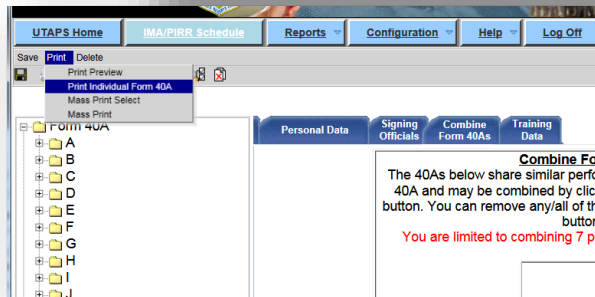 UTAPS Home IMA/PIRR Schedule Reports Configuration Help Log Off
Save Print Delete
Print Preview
Print Individual Form 40A
Mass Print Select
Mass Print
Form 40A
A
B
C
D
E
F
G
H
I
J
Personal Data
Signing
Officials
Combine
Form 40As
Training
Data
Combine Fo
The 40As below share similar perfo
40A and may be combined by clic
button. You can remove any/all of th
button
You are limited to combining 7 p